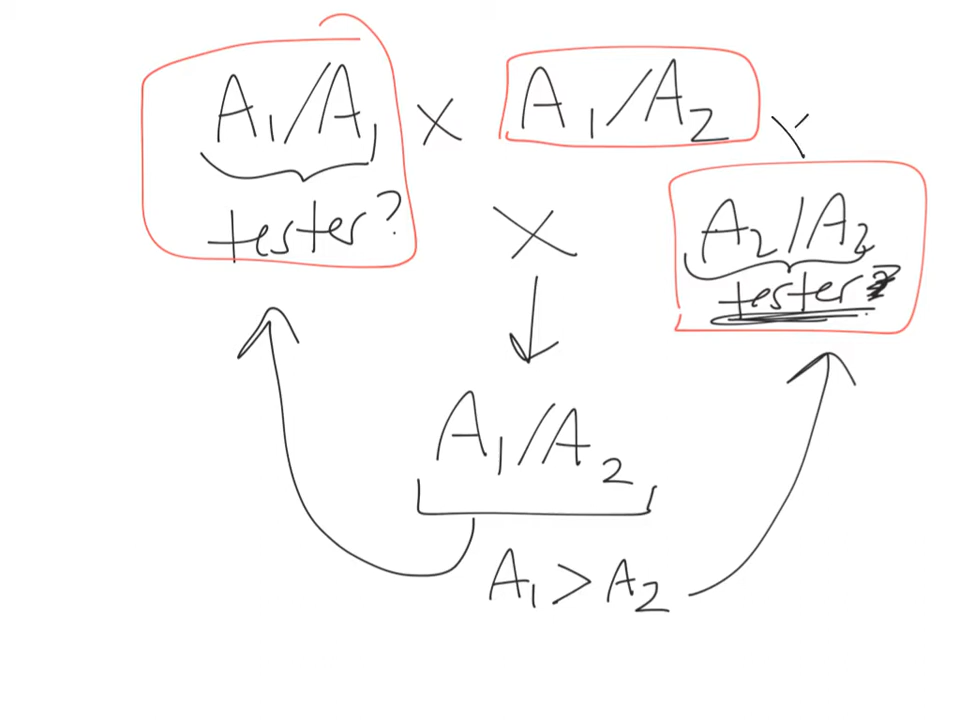 A1/A1 X A1/A2 X
tester?
X
A2/A2
tester?
A1/A2
A1 > A2